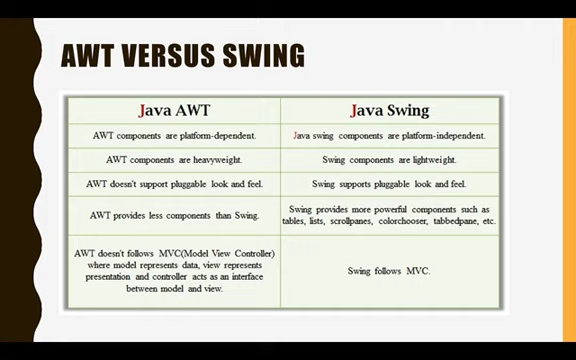 AWT VERSUS SWING
Java AWT
Java Swing
AWT components are platform-dependent.
Java swing components are platform-independent.
AWT components are heavyweight.
Swing components are lightweight.
AWT doesn't support pluggable look and feel.
Swing supports pluggable look and feel.
AWT provides less components than Swing.
Swing provides more powerful components such as
tables, lists, scrollpanes, colorchooser, tabbedpane, etc.
AWT doesn't follows MVC(Model View Controller)
where model represents data, view represents
presentation and controller acts as an interface
between model and view.
Swing follows MVC.